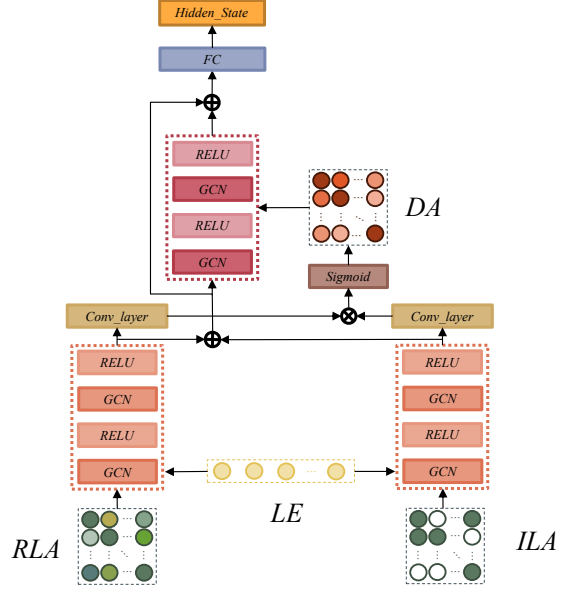 Hidden_State
FC
RELU
GCN
RELU
GCN
DA
Sigmoid
Conv_layer
Conv_layer
RELU
GCN
RELU
GCN
RELU
GCN
RELU
GCN
LE
RLA
ILA